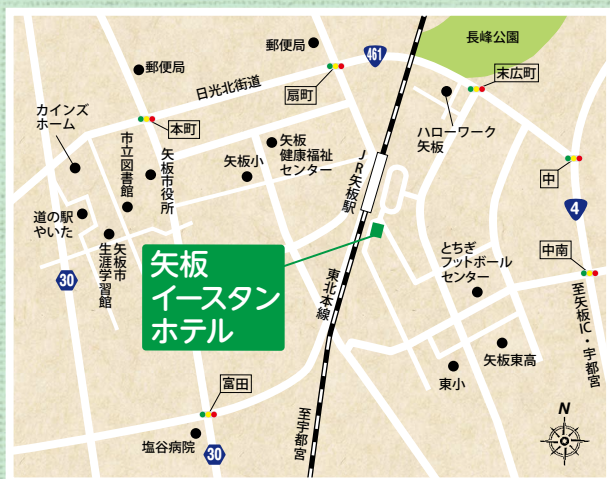 長峰公園
郵便局
461
郵便局
日光北街道
扇町
末広町
カインズ
ホーム
本町
ハローワーク
矢板
市立図書館
矢板市役所
矢板小
矢板
健康福祉
センター
JR矢板駅
中
4
道の駅
やいた
矢板市
生涯学習館
矢板
イースタン
ホテル
とちぎ
フットボール
センター
中南
30
東北本線
至矢板IC・宇都宮
矢板東高
東小
富田
至宇都宮
塩谷病院
30
N